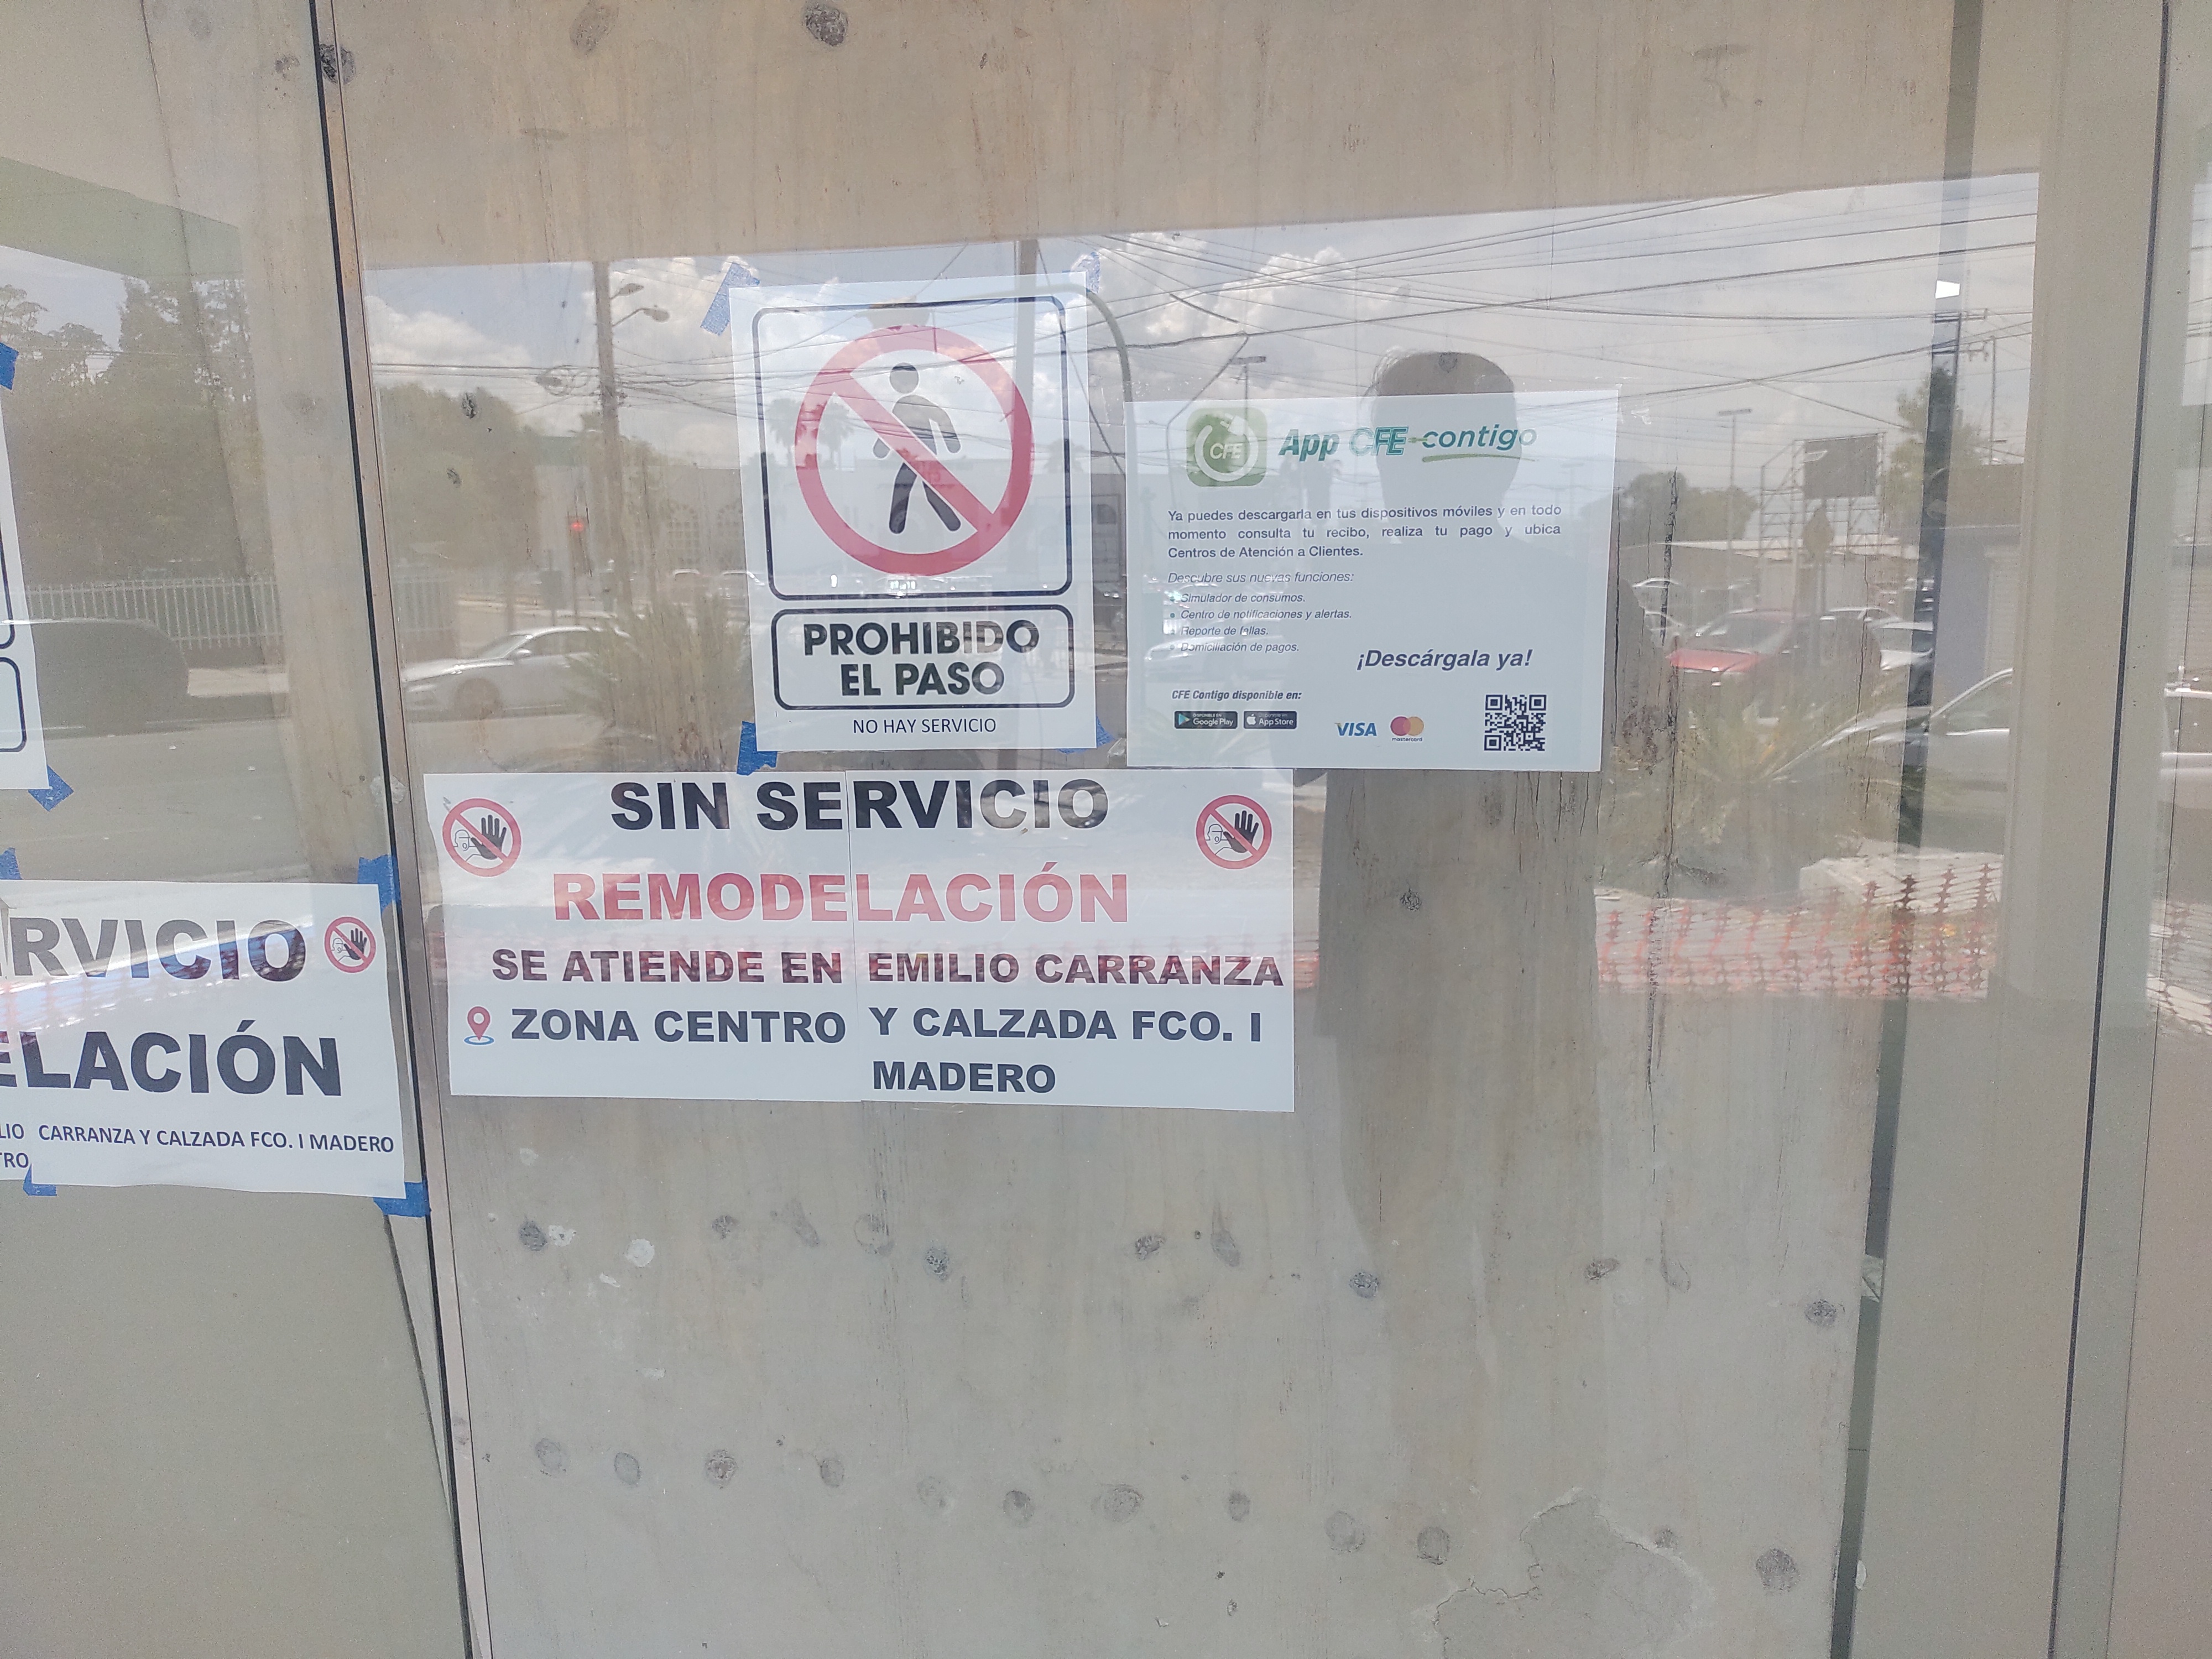 PROHIBIDO
EL PASO
NO HAY SERVICIO
CFE
App CFE contigo
Ya puedes descargarla en tus dispositivos móviles y en todo
momento consulta tu recibo, realiza tu pago y ubica
Centros de Atención a Clientes.
Descubre sus nuevas funciones:
• Simulador de consumos.
• Centro de notificaciones y alertas.
• Reporte de fallas.
• Domiciliación de pagos.
¡Descárgala ya!
CFE Contigo disponible en:
Google Play
App Store
VISA
mastercard
SIN SERVICIO
REMODELACIÓN
SE ATIENDE EN EMILIO CARRANZA
ZONA CENTRO Y CALZADA FCO. I
MADERO
RVICIO
ELACIÓN
LIO CARRANZA Y CALZADA FCO. I MADERO
TRO